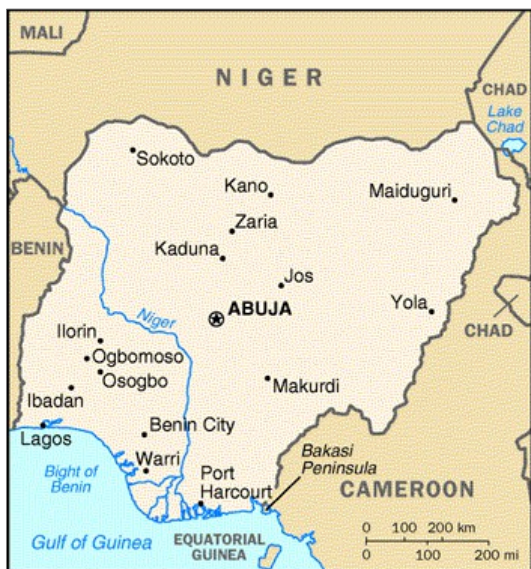 MALI
NIGER
CHAD
Lake
Chad
Sokoto
Kano
Maiduguri
Zaria
BENIN
Kaduna
Jos
ABUJA
Niger
Yola
CHAD
Ilorin
Ogbomoso
Osogbo
Makurdi
Ibadan
Lagos
Benin City
Bakasi
Peninsula
Bight of
Benin
Warri
Port
Harcourt
CAMEROON
Gulf of Guinea
EQUATORIAL
GUINEA
0 100 200 km
0 100 200 mi